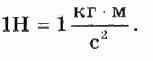 1Н = 1 кг · м / с².